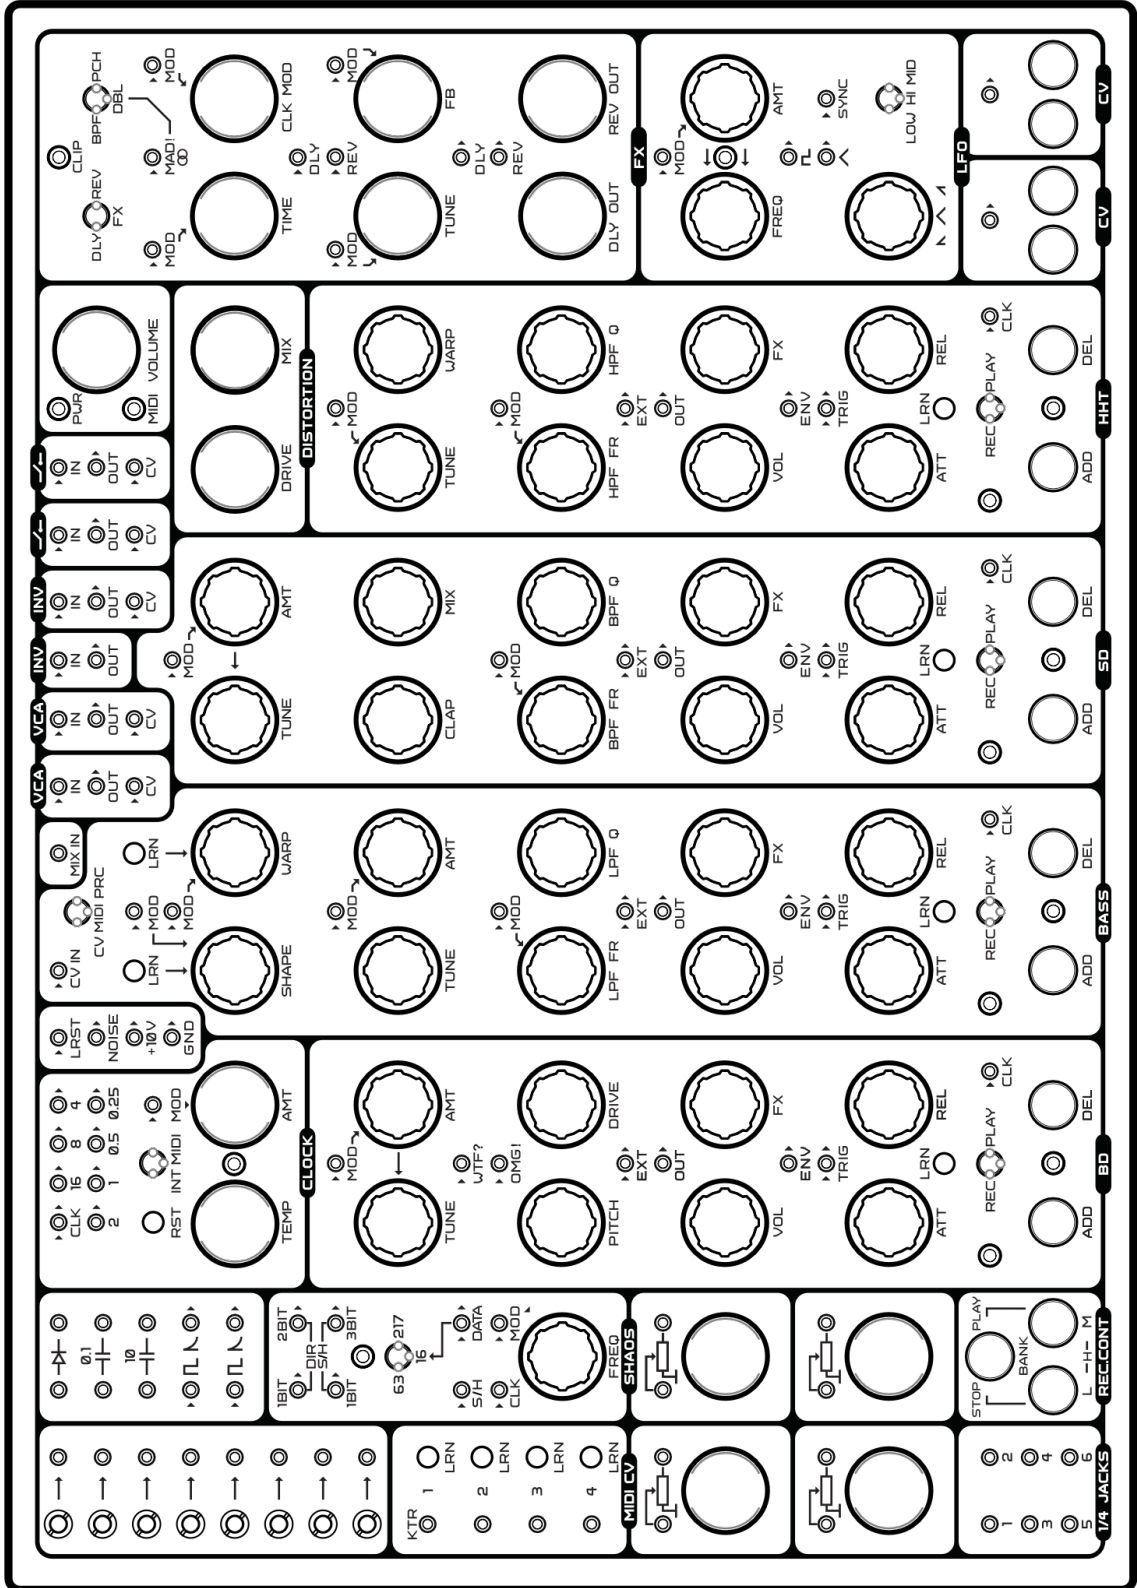 KTR
1
LRN
2
LRN
3
LRN
4
LRN
MIDI CV
1/4 JACKS
1
2
3
4
5
6
0.1
10
1BIT
2BIT
DIR
S/H
1BIT
3BIT
63
217
16
S/H
DATA
CLK
MOD
FREQ
SHAOS
STOP
PLAY
BANK
L
-H-
M
REC.CONT
CLK
16
8
4
2
1
0.5
0.25
RST
INT MIDI
MOD
TEMP
AMT
CLOCK
MOD
TUNE
AMT
WTF?
OMG!
PITCH
DRIVE
EXT
OUT
VOL
FX
ENV
TRIG
ATT
REL
LRN
REC
PLAY
CLK
ADD
DEL
BD
LRST
NOISE
+10V
GND
CV IN
CV MIDI PRC
MIX IN
LRN
MOD
LRN
MOD
SHAPE
WARP
MOD
TUNE
AMT
MOD
LPF FR
LPF Q
EXT
OUT
VOL
FX
ENV
TRIG
ATT
REL
LRN
REC
PLAY
CLK
ADD
DEL
BASS
VCA
IN
OUT
CV
VCA
IN
OUT
CV
INV
IN
OUT
INV
IN
OUT
CV
IN
OUT
CV
IN
OUT
CV
MOD
TUNE
AMT
CLAP
MIX
MOD
BPF FR
BPF Q
EXT
OUT
VOL
FX
ENV
TRIG
ATT
REL
LRN
REC
PLAY
CLK
ADD
DEL
SD
PWR
MIDI
VOLUME
DRIVE
MIX
DISTORTION
MOD
TUNE
WARP
MOD
HPF FR
HPF Q
EXT
OUT
VOL
FX
ENV
TRIG
ATT
REL
LRN
REC
PLAY
CLK
ADD
DEL
HHT
CLIP
DLY
REV
FX
BPF
PCH
DBL
MOD
MAD!
MOD
TIME
CLK MOD
DLY
MOD
REV
MOD
TUNE
FB
DLY
REV
DLY OUT
REV OUT
FX
MOD
FREQ
AMT
SYNC
LOW HI MID
LFO
CV
CV